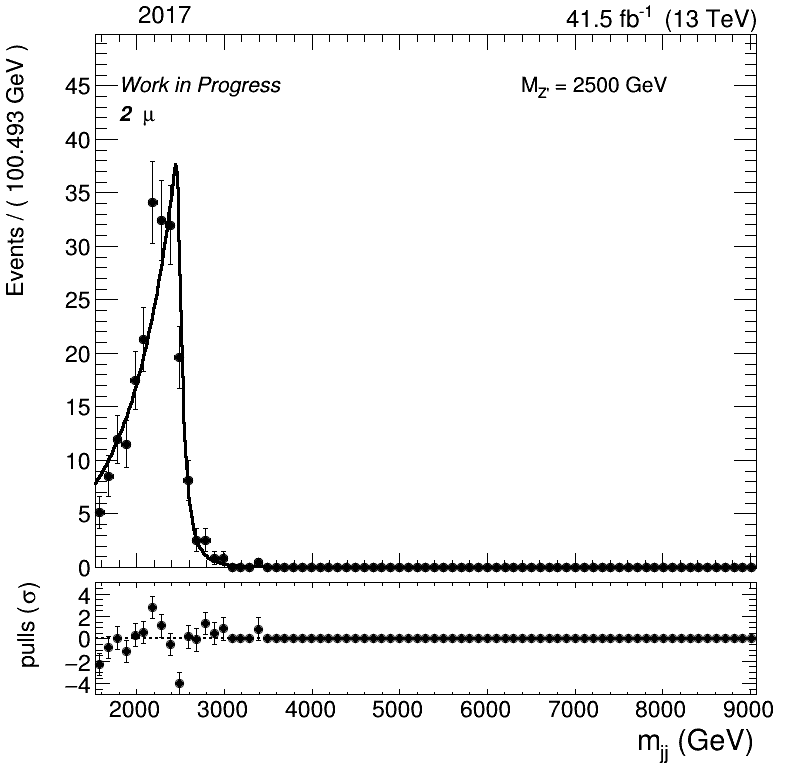 2017
41.5 fb⁻¹ (13 TeV)
Events / ( 100.493 GeV )
Work in Progress
M_Z' = 2500 GeV
2 μ
45
40
35
30
25
20
15
10
5
0
pulls (σ)
4
2
0
−2
−4
2000 3000 4000 5000 6000 7000 8000 9000
m_jj (GeV)